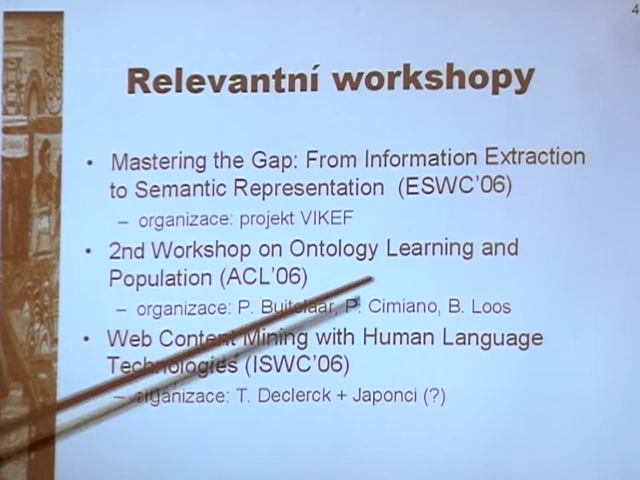 4
Relevantní workshopy
• Mastering the Gap: From Information Extraction
to Semantic Representation (ESWC'06)
– organizace: projekt VIKEF
• 2nd Workshop on Ontology Learning and
Population (ACL'06)
– organizace: P. Buitelaar, P. Cimiano, B. Loos
• Web Content Mining with Human Language
Technologies (ISWC'06)
– organizace: T. Declerck + Japonci (?)